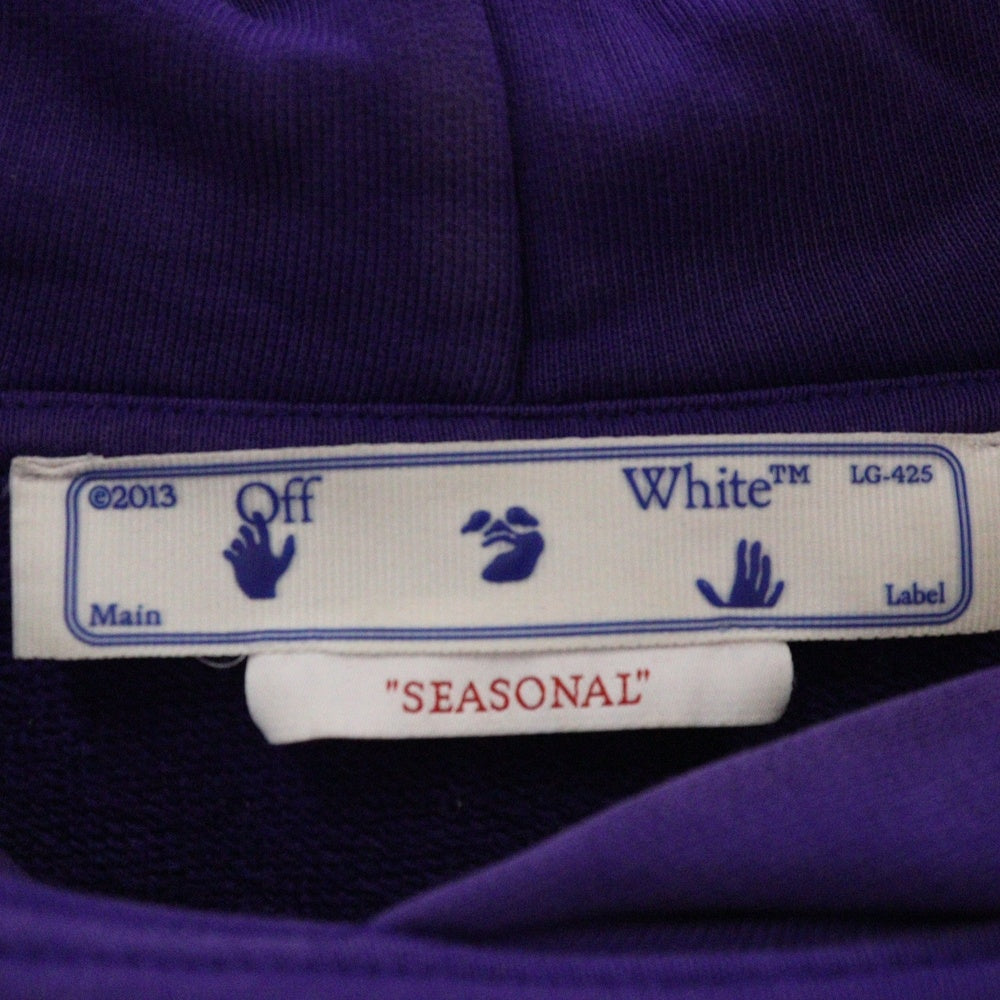 ©2013 Off White™ LG-425
Main Label
"SEASONAL"